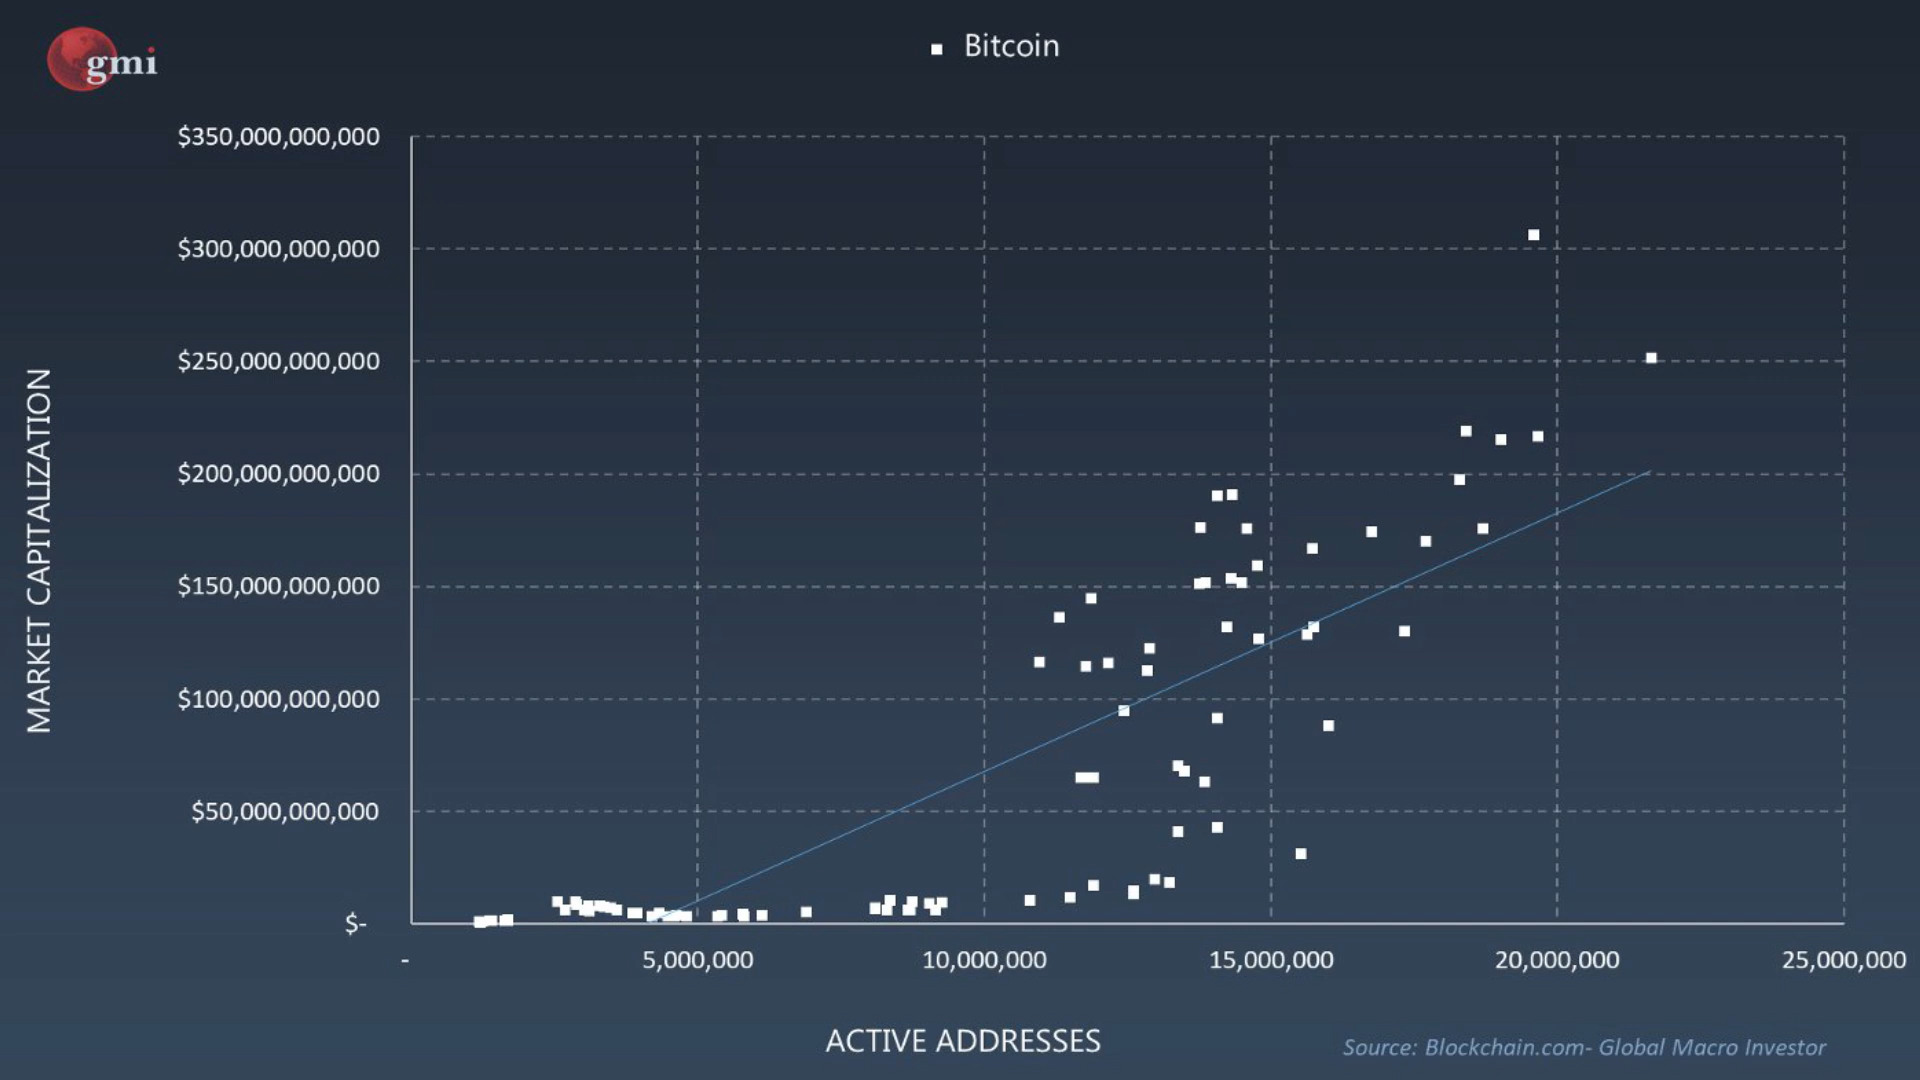 gmi
Bitcoin
$350,000,000,000
$300,000,000,000
$250,000,000,000
$200,000,000,000
$150,000,000,000
$100,000,000,000
$50,000,000,000
$-
MARKET CAPITALIZATION
- 5,000,000 10,000,000 15,000,000 20,000,000 25,000,000
ACTIVE ADDRESSES
Source: Blockchain.com- Global Macro Investor